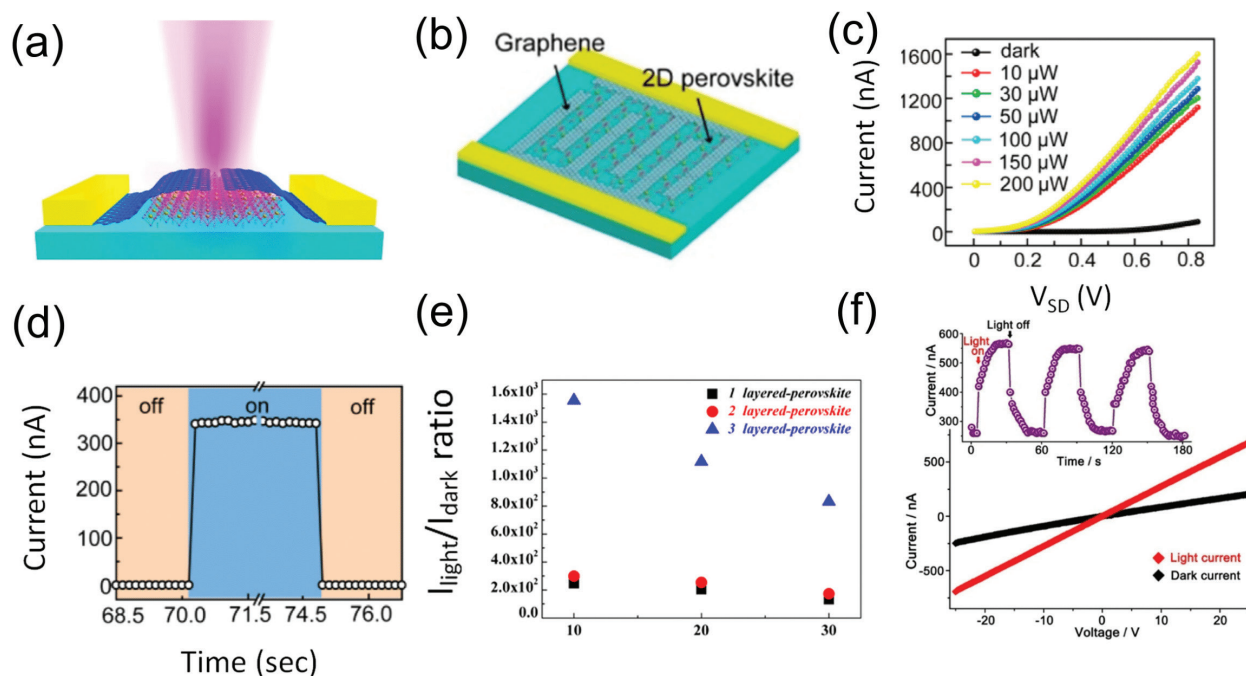 (a)
(b)
Graphene
2D perovskite
(c)
Current (nA)
1600
1200
800
400
0
dark
10 µW
30 µW
50 µW
100 µW
150 µW
200 µW
0
0.2
0.4
0.6
0.8
V_SD (V)
(d)
Current (nA)
400
300
200
100
0
off
on
off
68.5
70.0
71.5
74.5
76.0
Time (sec)
(e)
I_light/I_dark ratio
1.6x10³
1.4x10³
1.2x10³
1.0x10³
8.0x10²
6.0x10²
4.0x10²
2.0x10²
0.0
1 layered-perovskite
2 layered-perovskite
3 layered-perovskite
10
20
30
(f)
Current / nA
600
500
400
300
Light on
Light off
0
60
120
180
Time / s
Current / nA
500
0
-500
Light current
Dark current
-20
-10
0
10
20
Voltage / V